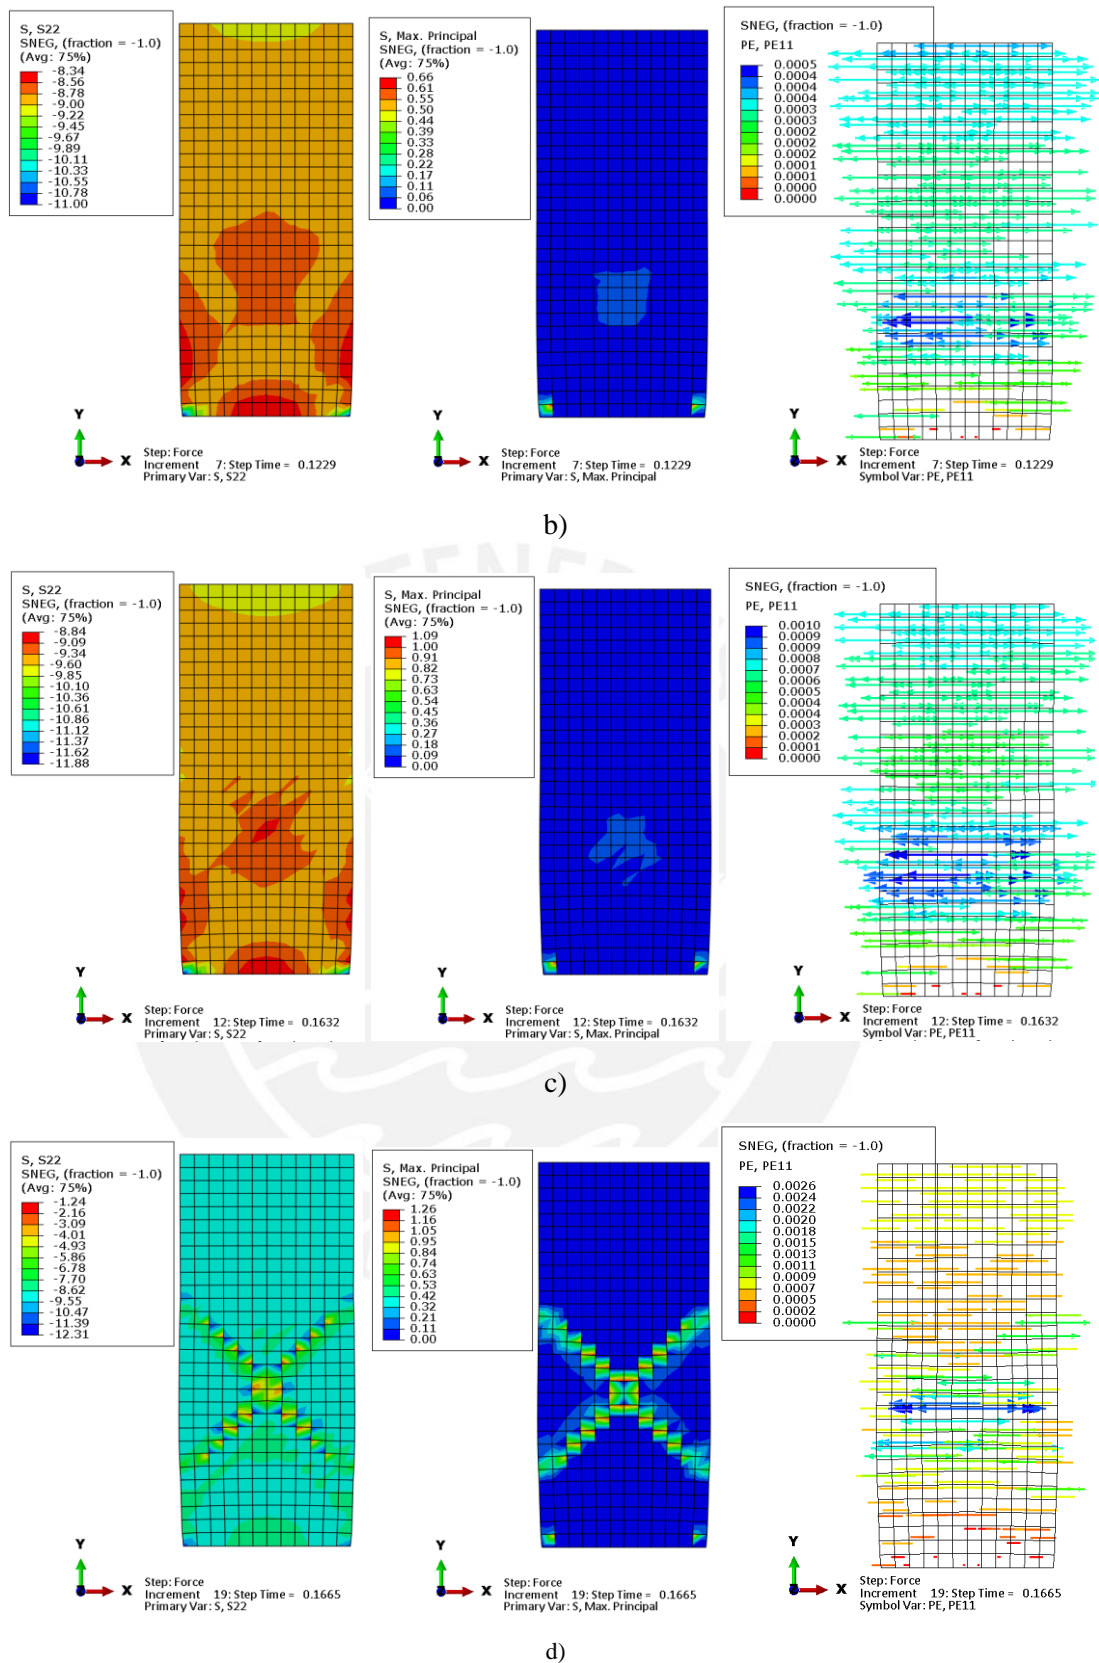 S, S22
SNEG, (fraction = -1.0)
(Avg: 75%)
-8.34
-8.56
-8.78
-9.00
-9.22
-9.45
-9.67
-9.89
-10.11
-10.33
-10.55
-10.78
-11.00
Y
X
Step: Force
Increment 7: Step Time = 0.1229
Primary Var: S, S22
S, Max. Principal
SNEG, (fraction = -1.0)
(Avg: 75%)
0.66
0.61
0.55
0.50
0.44
0.39
0.33
0.28
0.22
0.17
0.11
0.06
0.00
Y
X
Step: Force
Increment 7: Step Time = 0.1229
Primary Var: S, Max. Principal
SNEG, (fraction = -1.0)
PE, PE11
0.0005
0.0004
0.0004
0.0004
0.0003
0.0003
0.0002
0.0002
0.0002
0.0001
0.0001
0.0000
0.0000
Y
X
Step: Force
Increment 7: Step Time = 0.1229
Symbol Var: PE, PE11
b)
S, S22
SNEG, (fraction = -1.0)
(Avg: 75%)
-8.84
-9.09
-9.34
-9.60
-9.85
-10.10
-10.36
-10.61
-10.86
-11.12
-11.37
-11.62
-11.88
Y
X
Step: Force
Increment 12: Step Time = 0.1632
Primary Var: S, S22
S, Max. Principal
SNEG, (fraction = -1.0)
(Avg: 75%)
1.09
1.00
0.91
0.82
0.73
0.63
0.54
0.45
0.36
0.27
0.18
0.09
0.00
Y
X
Step: Force
Increment 12: Step Time = 0.1632
Primary Var: S, Max. Principal
SNEG, (fraction = -1.0)
PE, PE11
0.0010
0.0009
0.0009
0.0008
0.0007
0.0006
0.0005
0.0004
0.0004
0.0003
0.0002
0.0001
0.0000
Y
X
Step: Force
Increment 12: Step Time = 0.1632
Symbol Var: PE, PE11
c)
S, S22
SNEG, (fraction = -1.0)
(Avg: 75%)
-1.24
-2.16
-3.09
-4.01
-4.93
-5.86
-6.78
-7.70
-8.62
-9.55
-10.47
-11.39
-12.31
Y
X
Step: Force
Increment 19: Step Time = 0.1665
Primary Var: S, S22
S, Max. Principal
SNEG, (fraction = -1.0)
(Avg: 75%)
1.26
1.16
1.05
0.95
0.84
0.74
0.63
0.53
0.42
0.32
0.21
0.11
0.00
Y
X
Step: Force
Increment 19: Step Time = 0.1665
Primary Var: S, Max. Principal
SNEG, (fraction = -1.0)
PE, PE11
0.0026
0.0024
0.0022
0.0020
0.0018
0.0015
0.0013
0.0011
0.0009
0.0007
0.0005
0.0002
0.0000
Y
X
Step: Force
Increment 19: Step Time = 0.1665
Symbol Var: PE, PE11
d)